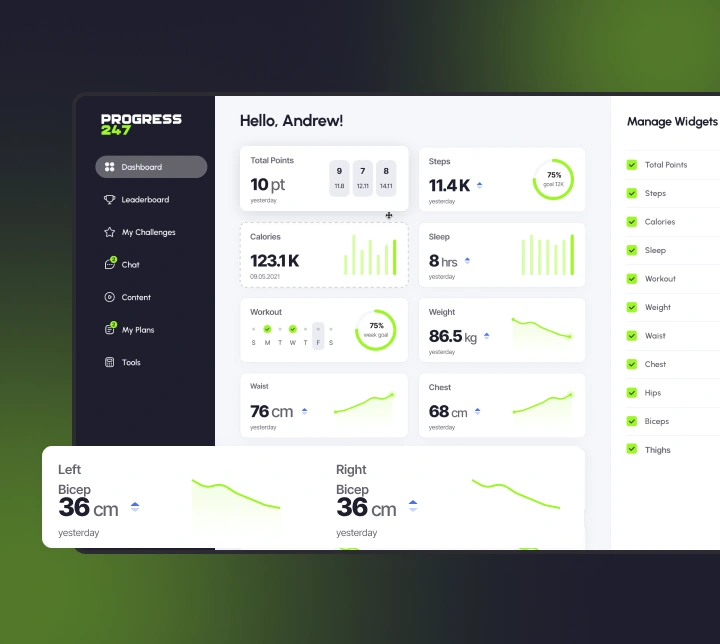 PROGRESS
247
Dashboard
Leaderboard
My Challenges
2
Chat
Content
2
My Plans
Tools
Hello, Andrew!
Total Points
10 pt
yesterday
9 7 8
11.8 12.11 14.11
Steps
11.4K
yesterday
75%
goal 12K
Calories
123.1K
09.05.2021
Sleep
8 hrs
yesterday
Workout
S M T W T F S
75%
week goal
Weight
86.5 kg
yesterday
Waist
76 cm
yesterday
Chest
68 cm
yesterday
Left
Bicep
36 cm
yesterday
Right
Bicep
36 cm
yesterday
Manage Widgets
Total Points
Steps
Calories
Sleep
Workout
Weight
Waist
Chest
Hips
Biceps
Thighs